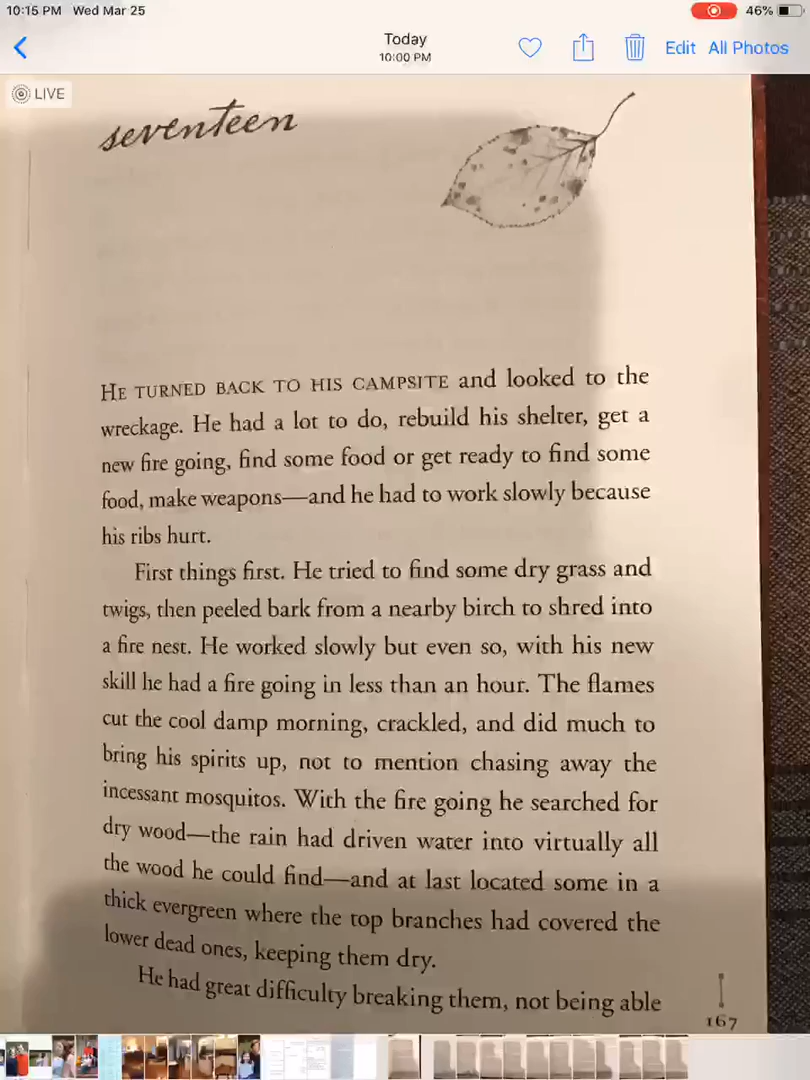 10:15 PM Wed Mar 25
46%
Today
10:00 PM
Edit All Photos
LIVE
seventeen
HE TURNED BACK TO HIS CAMPSITE and looked to the
wreckage. He had a lot to do, rebuild his shelter, get a
new fire going, find some food or get ready to find some
food, make weapons—and he had to work slowly because
his ribs hurt.
First things first. He tried to find some dry grass and
twigs, then peeled bark from a nearby birch to shred into
a fire nest. He worked slowly but even so, with his new
skill he had a fire going in less than an hour. The flames
cut the cool damp morning, crackled, and did much to
bring his spirits up, not to mention chasing away the
incessant mosquitos. With the fire going he searched for
dry wood—the rain had driven water into virtually all
the wood he could find—and at last located some in a
thick evergreen where the top branches had covered the
lower dead ones, keeping them dry.
He had great difficulty breaking them, not being able
167